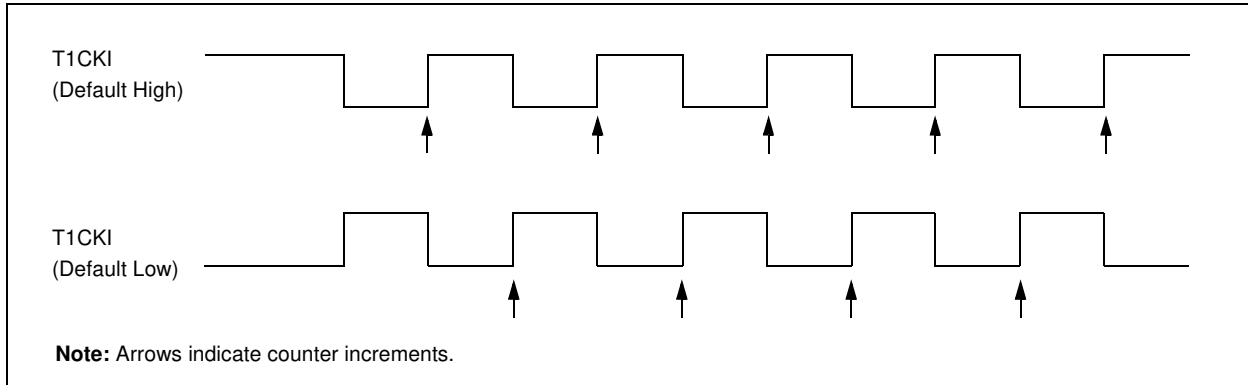 T1CKI
(Default High)
T1CKI
(Default Low)
Note: Arrows indicate counter increments.